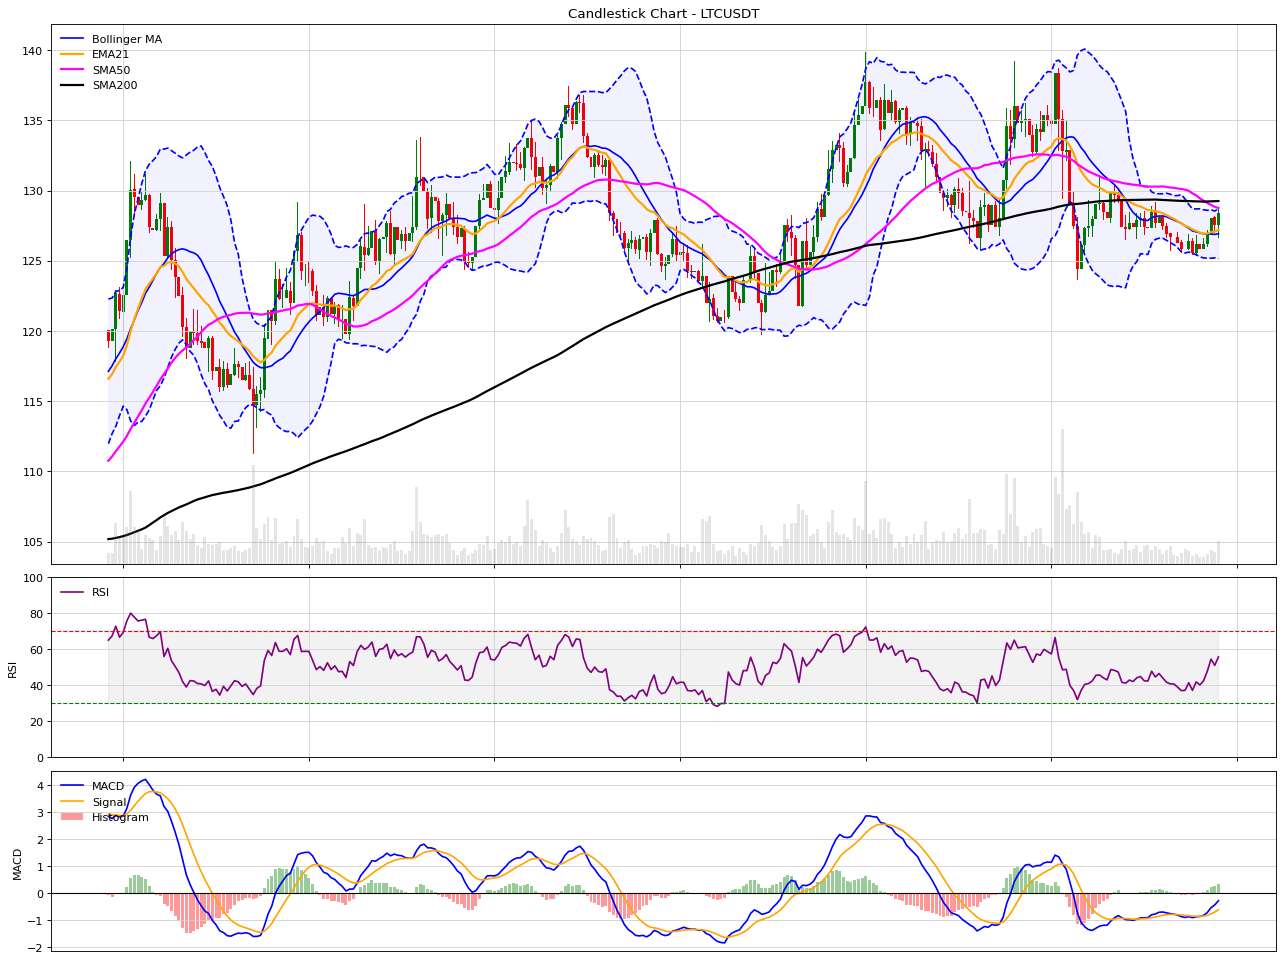 Candlestick Chart - LTCUSDT
Bollinger MA
EMA21
SMA50
SMA200
140
135
130
125
120
115
110
105
RSI
100
80
60
40
20
0
RSI
MACD
Signal
Histogram
4
3
2
1
0
−1
−2
MACD